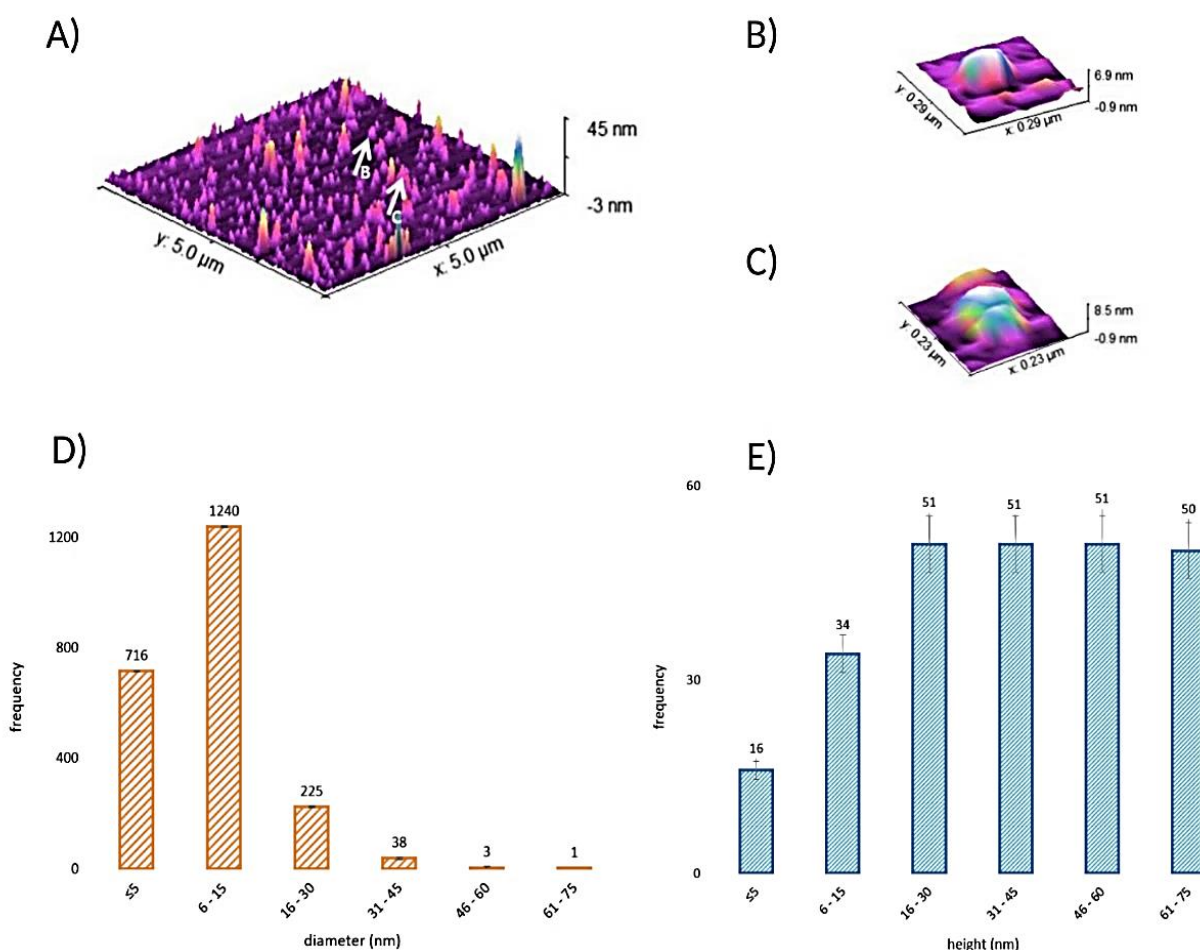 A)
45 nm
-3 nm
B
C
y: 5.0 µm
x: 5.0 µm
B)
6.9 nm
-0.9 nm
y: 0.29 µm
x: 0.29 µm
C)
8.5 nm
-0.9 nm
y: 0.23 µm
x: 0.23 µm
D)
frequency
1200
800
400
0
716
1240
225
38
3
1
≤5
6 - 15
16 - 30
31 - 45
46 - 60
61 - 75
diameter (nm)
E)
frequency
60
30
0
16
34
51
51
51
50
≤5
6 - 15
16 - 30
31 - 45
46 - 60
61 - 75
height (nm)